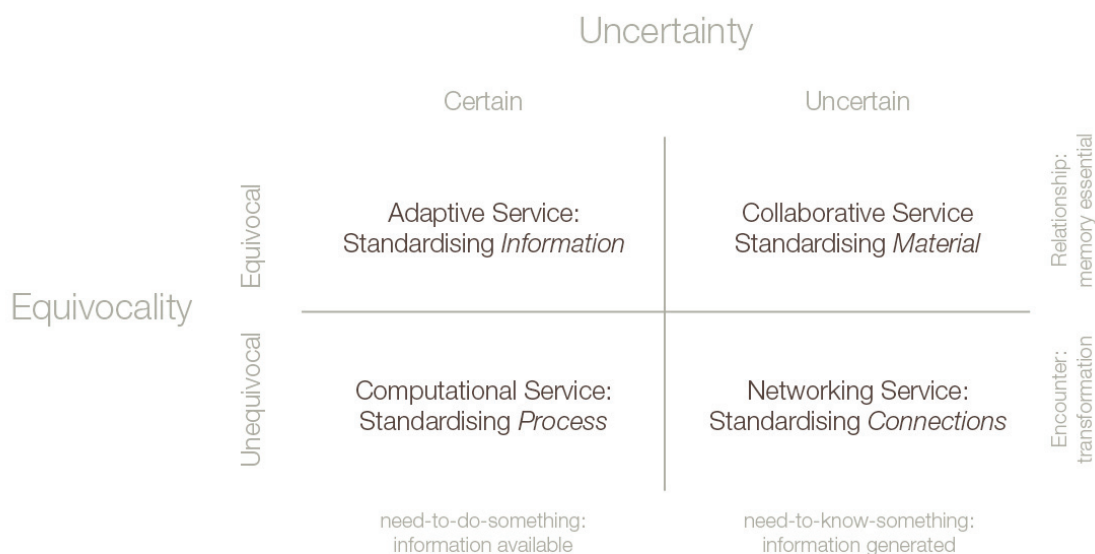 Uncertainty
Certain
Uncertain
Equivocality
Equivocal
Adaptive Service:
Standardising Information
Collaborative Service
Standardising Material
Relationship:
memory essential
Unequivocal
Computational Service:
Standardising Process
Networking Service:
Standardising Connections
Encounter:
transformation
need-to-do-something:
information available
need-to-know-something:
information generated